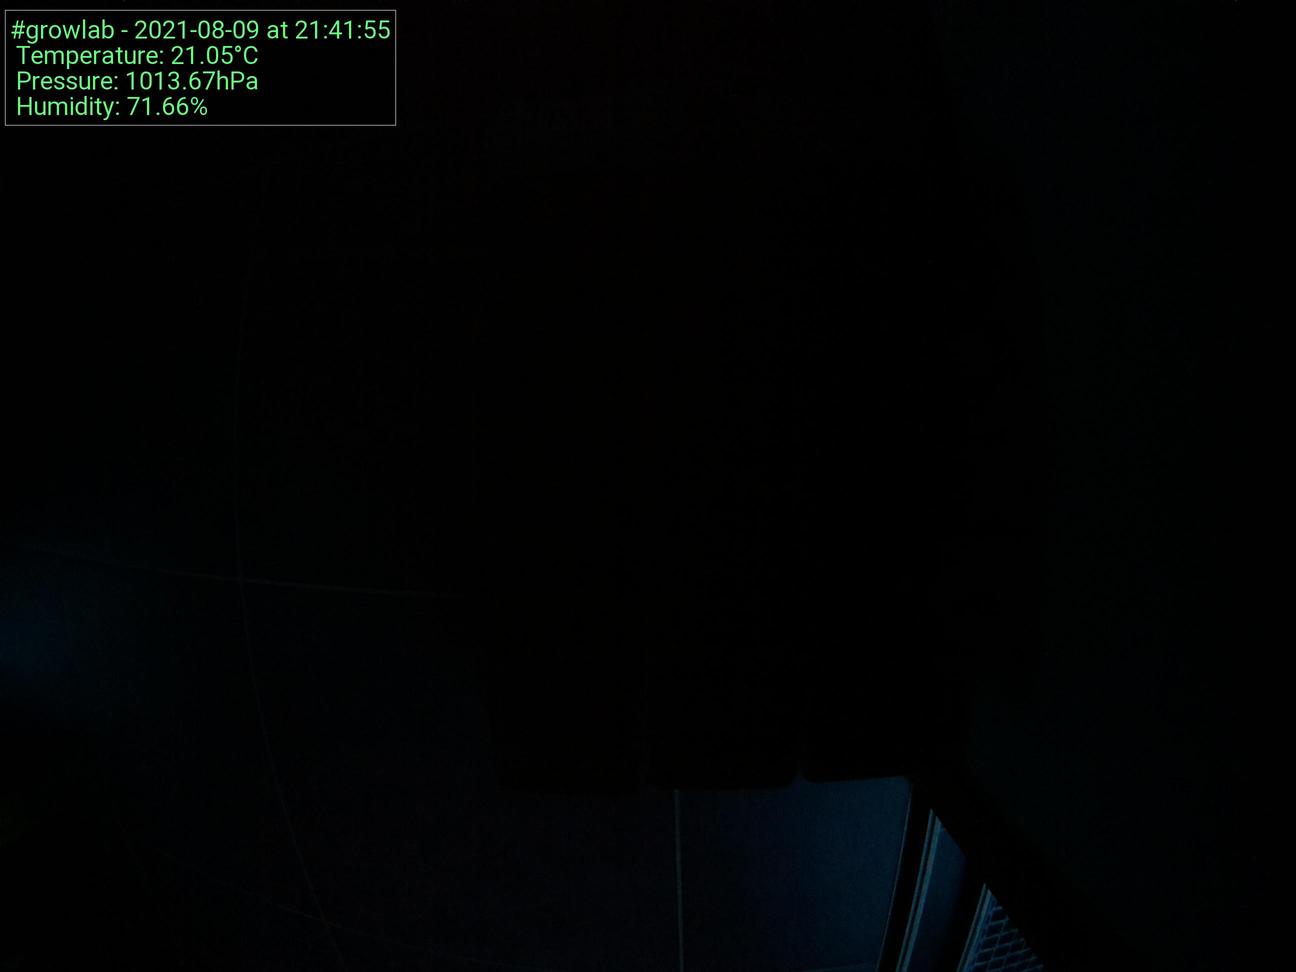 #growlab - 2021-08-09 at 21:41:55
Temperature: 21.05°C
Pressure: 1013.67hPa
Humidity: 71.66%